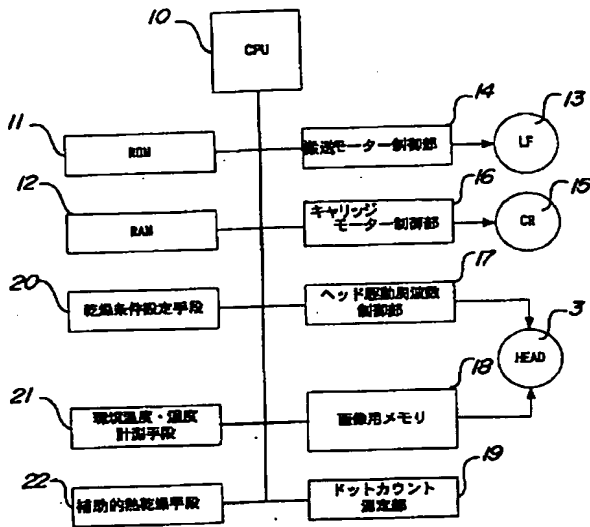 10
CPU
14
13
11
ROM
搬送モーター制御部
LF
12
16
15
RAM
キャリッジ
モーター制御部
CR
20
17
乾燥条件設定手段
ヘッド駆動周波数
制御部
3
HEAD
21
18
環境温度・湿度
計測手段
画像用メモリ
22
19
補助的熱乾燥手段
ドットカウント
測定部